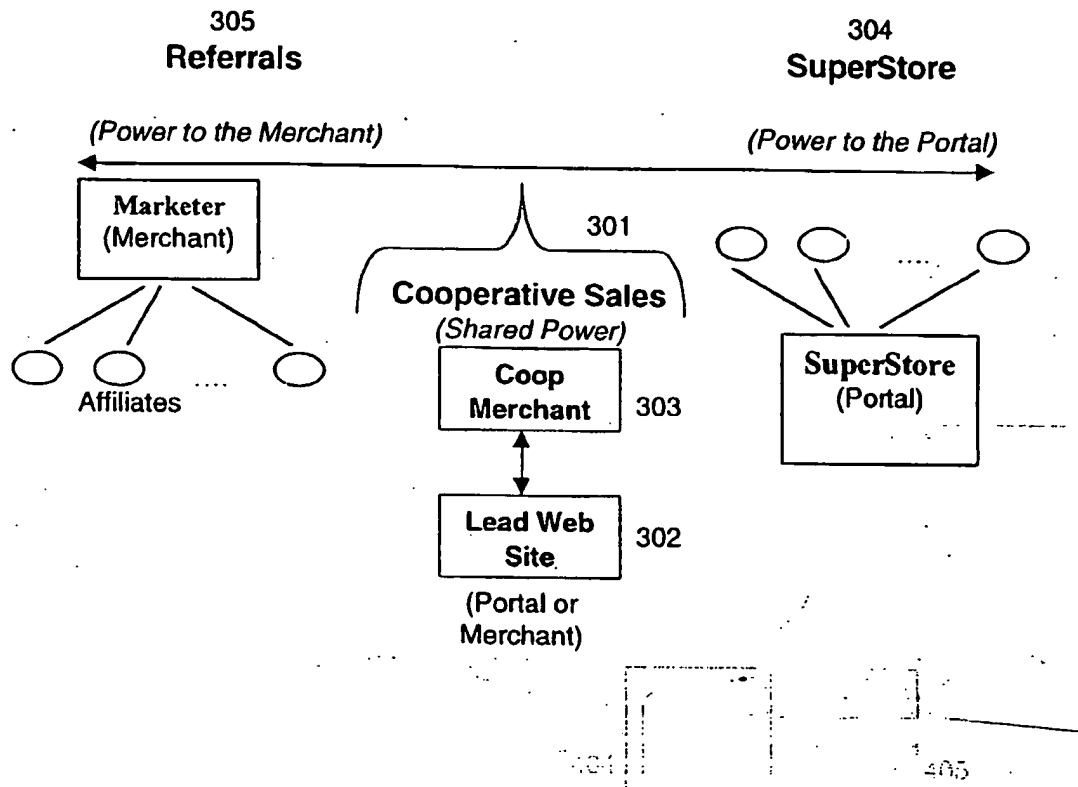 305
Referrals
304
SuperStore
(Power to the Merchant)
(Power to the Portal)
Marketer
(Merchant)
Affiliates
....
301
Cooperative Sales
(Shared Power)
Coop
Merchant
303
Lead Web
Site
302
(Portal or
Merchant)
....
SuperStore
(Portal)
405